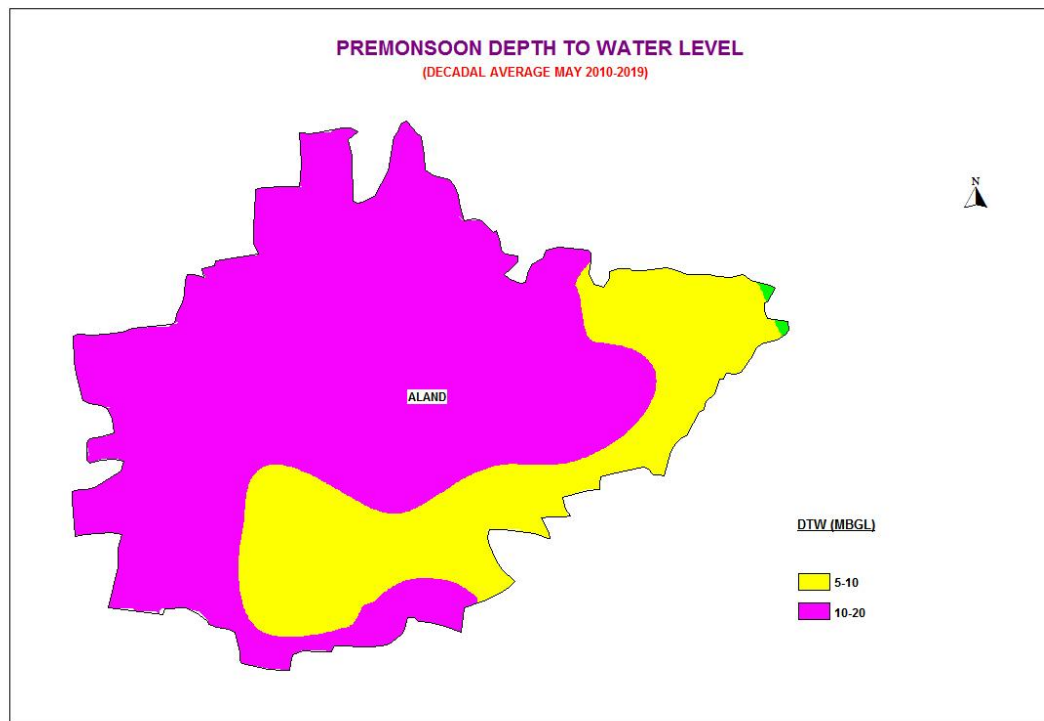 PREMONSOON DEPTH TO WATER LEVEL
(DECADAL AVERAGE MAY 2010-2019)
N
ALAND
DTW (MBGL)
5-10
10-20